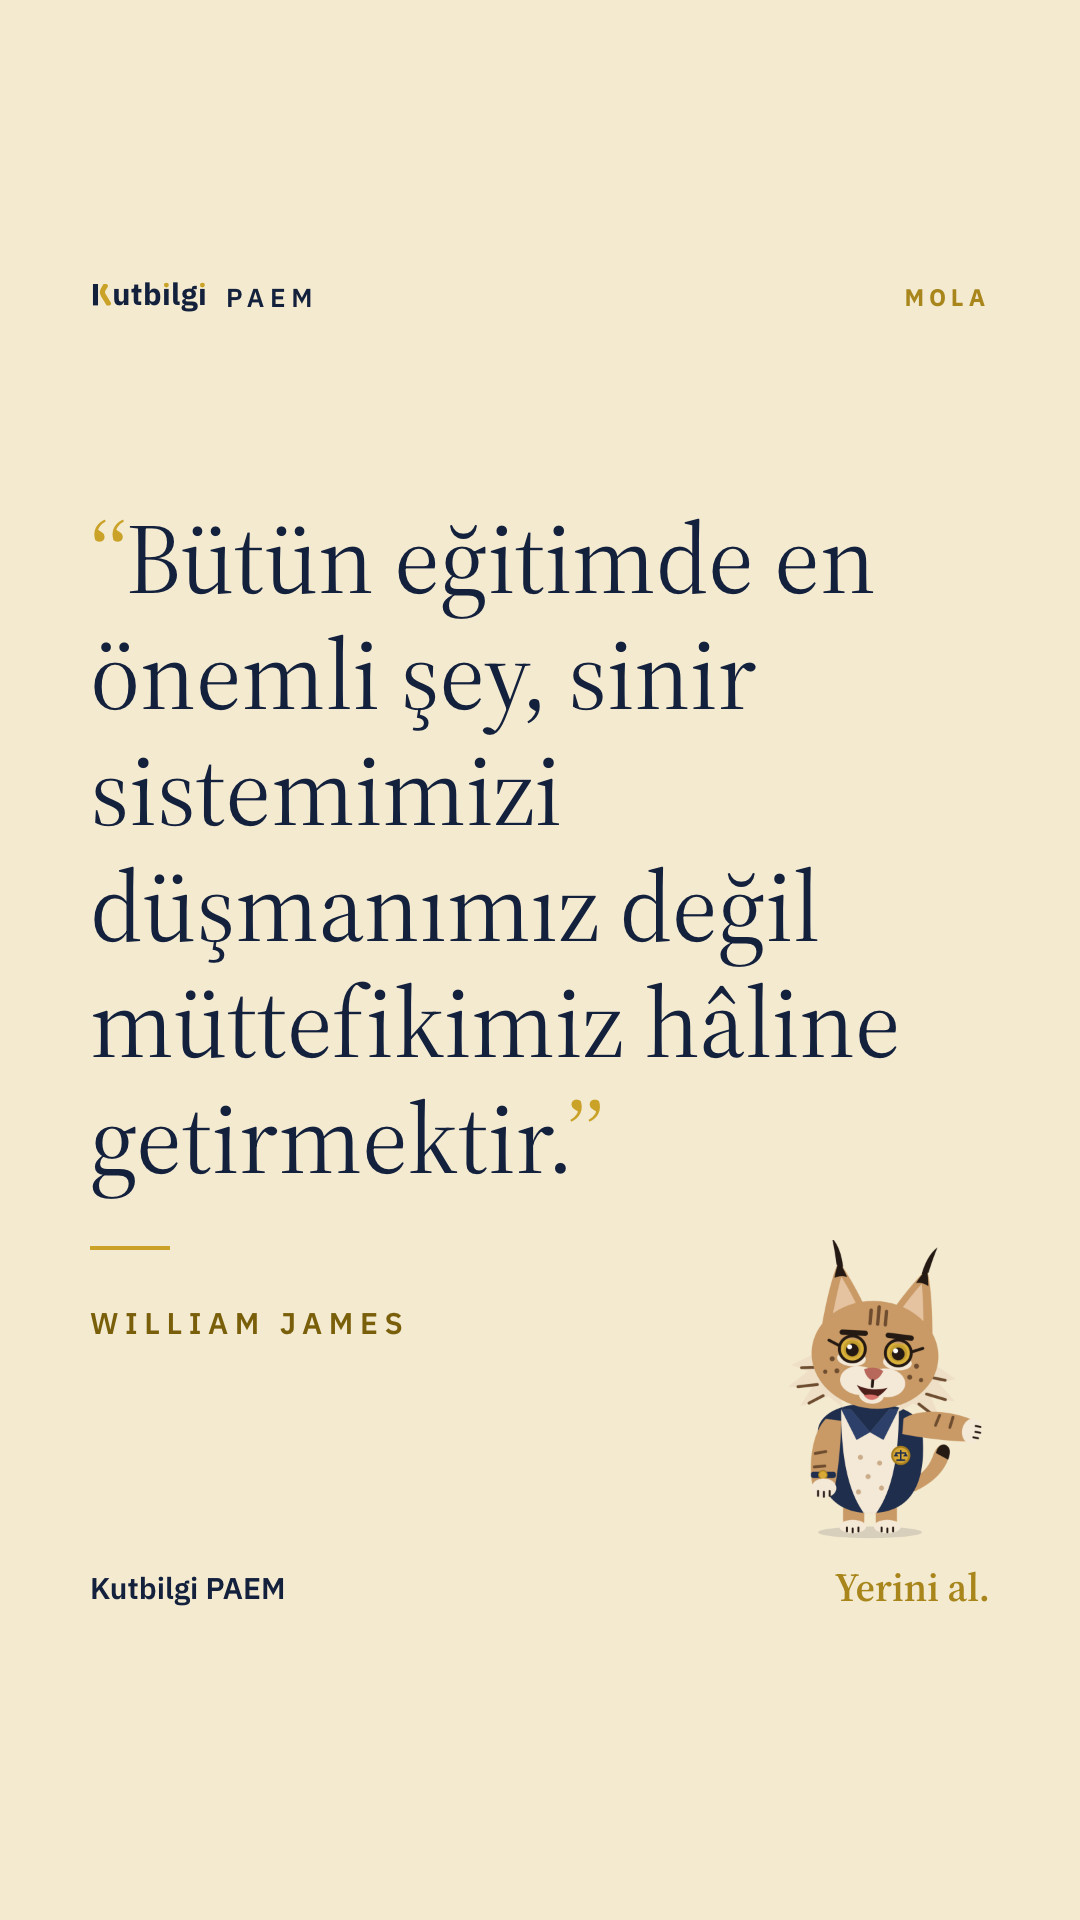 Kutbilgi PAEM
MOLA
“Bütün eğitimde en
önemli şey, sinir
sistemimizi
düşmanımız değil
müttefikimiz hâline
getirmektir.”
WILLIAM JAMES
Kutbilgi PAEM
Yerini al.